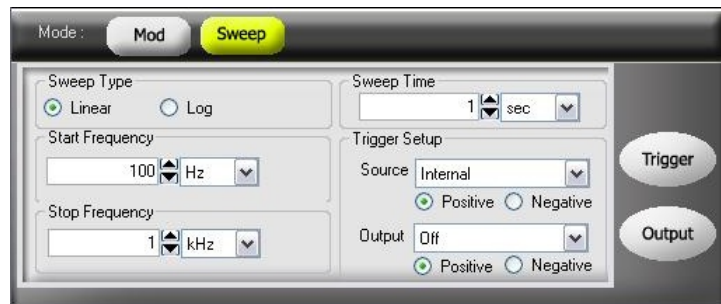 Mode : Mod Sweep
Sweep Type
Linear Log
Start Frequency
100 Hz
Stop Frequency
1 kHz
Sweep Time
1 sec
Trigger Setup
Source Internal
Positive Negative
Output Off
Positive Negative
Trigger
Output